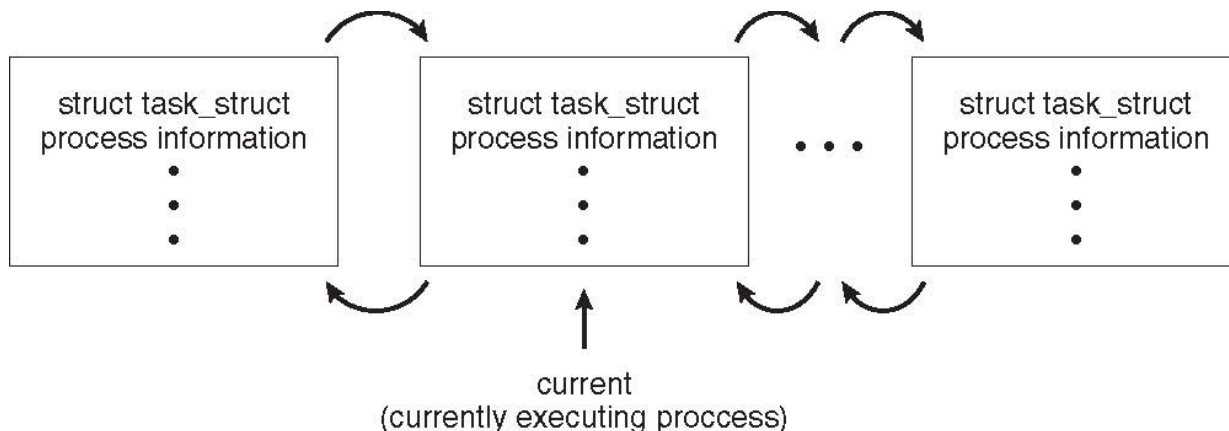 struct task_struct
process information
struct task_struct
process information
struct task_struct
process information
current
(currently executing proccess)